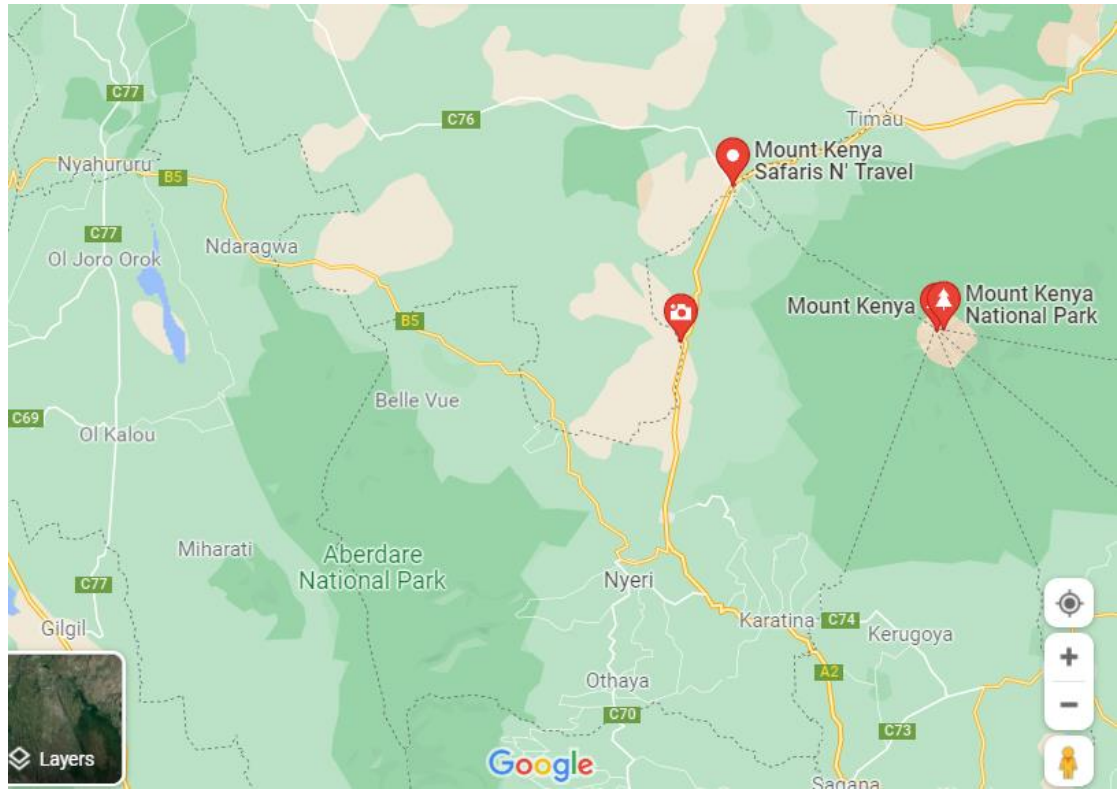 C77
C76
Timau
Nyahururu
B5
Mount Kenya
Safaris N' Travel
C77
Ndaragwa
Ol Joro Orok
Mount Kenya
Mount Kenya
National Park
B5
Belle Vue
C69
Ol Kalou
Miharati
Aberdare
National Park
C77
Nyeri
Gilgil
Karatina
C74
Kerugoya
A2
Othaya
C70
C73
Layers
Google
Sagana